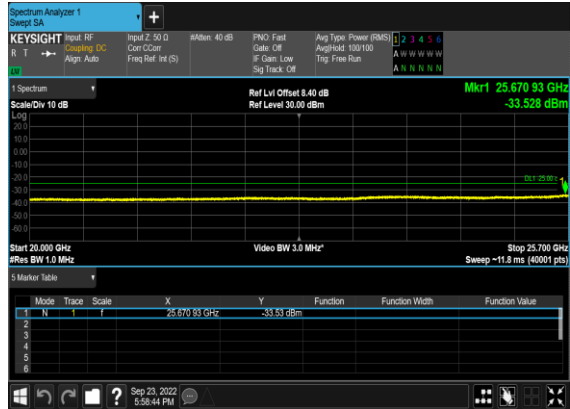 Spectrum Analyzer 1
Swept SA
KEYSIGHT
R T
Input: RF
Coupling: DC
Align: Auto
Input Z: 50 Ω
Corr CCorr
Freq Ref: Int (S)
#Atten: 40 dB
PNO: Fast
Gate: Off
IF Gain: Low
Sig Track: Off
Avg Type: Power (RMS)
Avg|Hold: 100/100
Trig: Free Run
1 2 3 4 5 6
A W W W W W
A N N N N N
1 Spectrum
Scale/Div 10 dB
Log
Ref Lvl Offset 8.40 dB
Ref Level 30.00 dBm
Mkr1 25.670 93 GHz
-33.528 dBm
20.0
10.0
0.00
-10.0
-20.0
-30.0
-40.0
-50.0
-60.0
1
Start 20.000 GHz
#Res BW 1.0 MHz
Video BW 3.0 MHz*
Stop 25.700 GHz
Sweep ~11.8 ms (40001 pts)
5 Marker Table
Mode Trace Scale X Y Function Function Width Function Value
1 N 1 f 25.670 93 GHz -33.53 dBm
2
3
4
5
6
?
Sep 23, 2022
5:58:44 PM